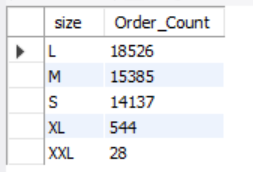 size Order_Count
L 18526
M 15385
S 14137
XL 544
XXL 28